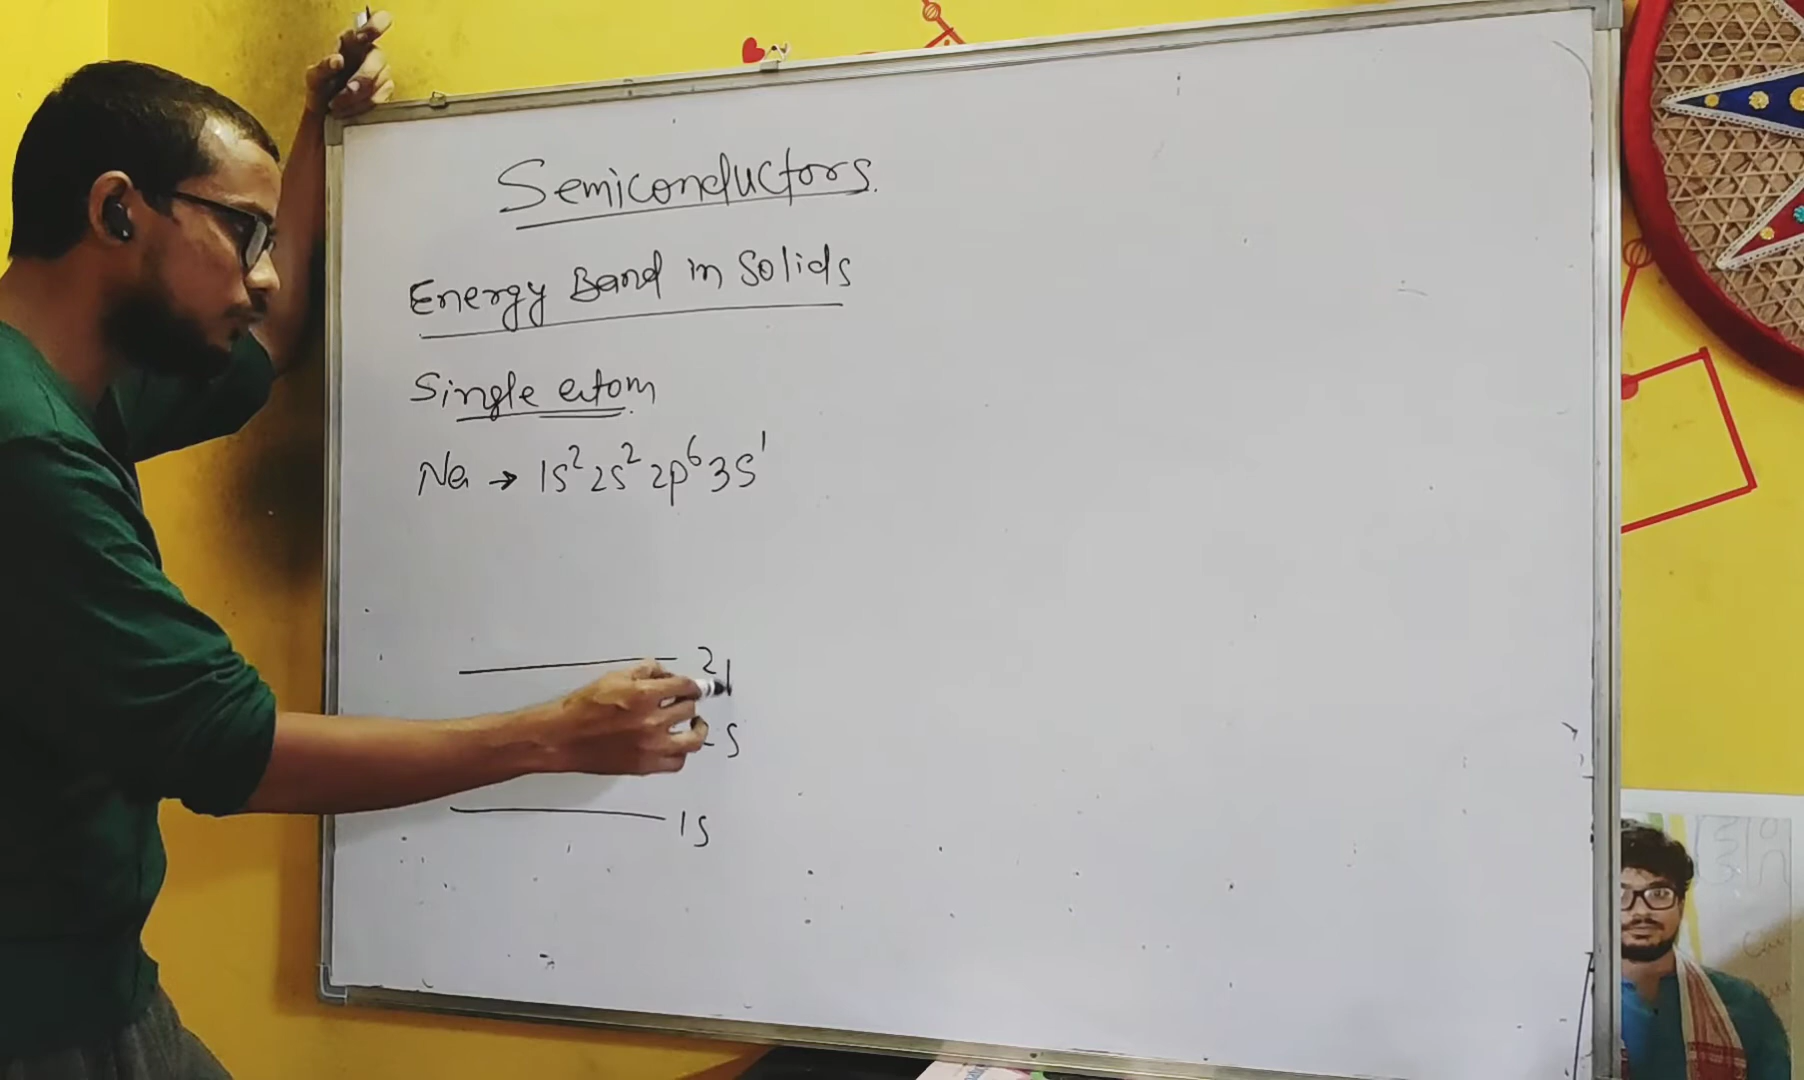 Semiconductors.
Energy Band in Solids
Single atom
Na → 1s² 2s² 2p⁶ 3s¹
2
s
1s